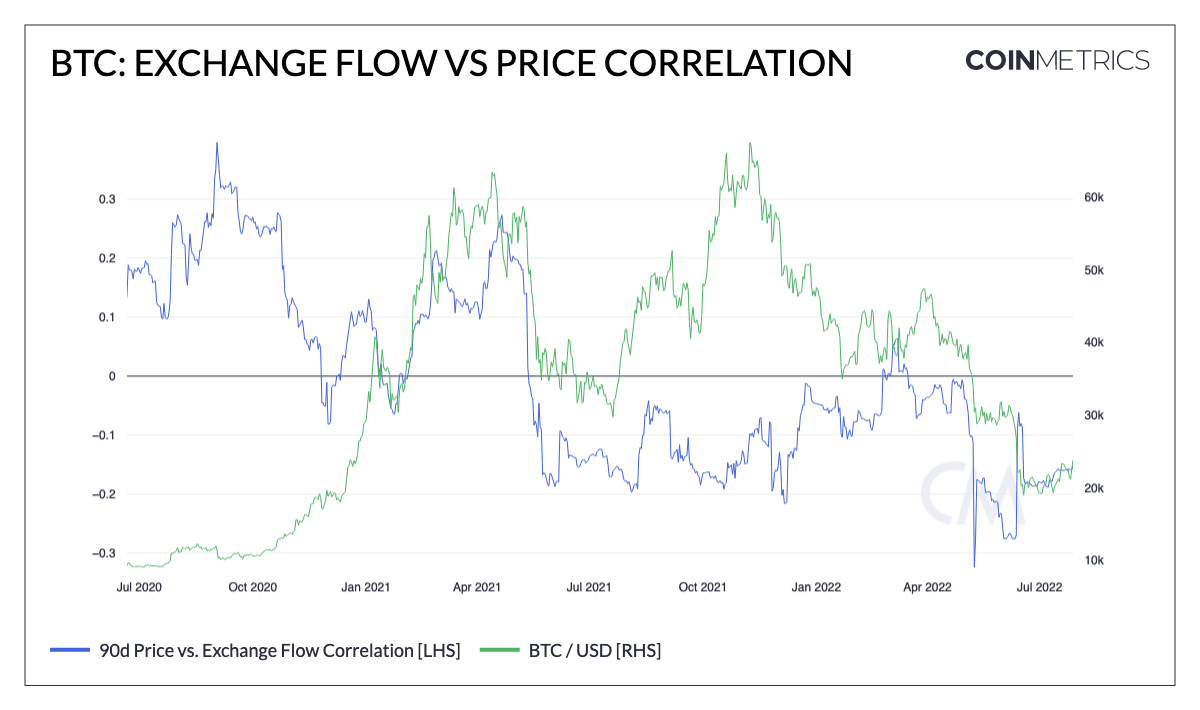 BTC: EXCHANGE FLOW VS PRICE CORRELATION
COINMETRICS
0.3
0.2
0.1
0
−0.1
−0.2
−0.3
60k
50k
40k
30k
20k
10k
CM
Jul 2020
Oct 2020
Jan 2021
Apr 2021
Jul 2021
Oct 2021
Jan 2022
Apr 2022
Jul 2022
90d Price vs. Exchange Flow Correlation [LHS]
BTC / USD [RHS]